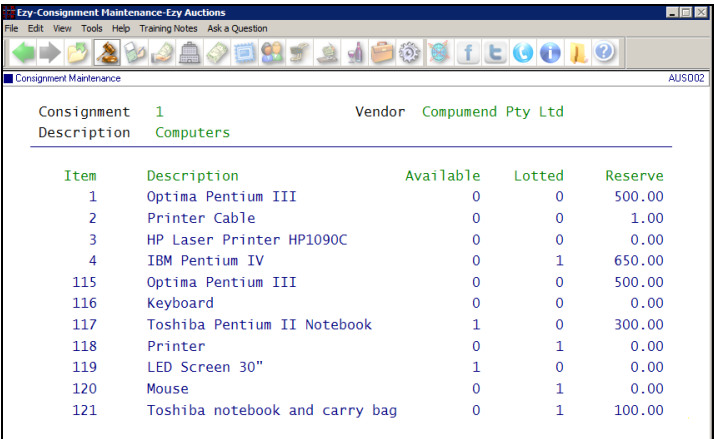 Ezy-Consignment Maintenance-Ezy Auctions
File Edit View Tools Help Training Notes Ask a Question
Consignment Maintenance AUS002
Consignment 1 Vendor Compumend Pty Ltd
Description Computers
Item Description Available Lotted Reserve
1 Optima Pentium III 0 0 500.00
2 Printer Cable 0 0 1.00
3 HP Laser Printer HP1090C 0 0 0.00
4 IBM Pentium IV 0 1 650.00
115 Optima Pentium III 0 0 500.00
116 Keyboard 0 0 0.00
117 Toshiba Pentium II Notebook 1 0 300.00
118 Printer 0 1 0.00
119 LED Screen 30" 1 0 0.00
120 Mouse 0 1 0.00
121 Toshiba notebook and carry bag 0 1 100.00